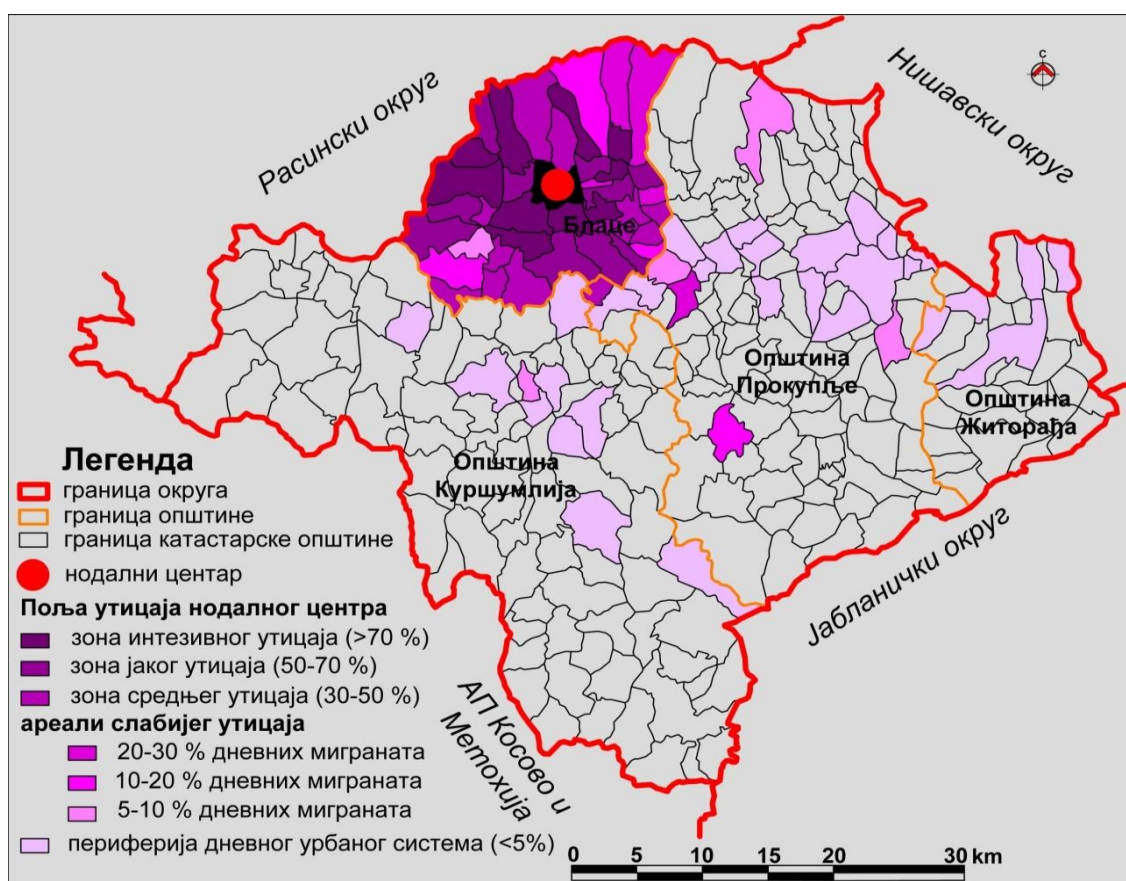 Расински округ
Нишавски округ
С
Блаце
Општина
Прокупље
Општина
Житорађа
Општина
Куршумлија
Јабланички округ
АП Косово и
Метохија
Легенда
граница округа
граница општине
граница катастарске општине
нодални центар
Поља утицаја нодалног центра
зона интезивног утицаја (>70 %)
зона јаког утицаја (50-70 %)
зона средњег утицаја (30-50 %)
ареали слабијег утицаја
20-30 % дневних миграната
10-20 % дневних миграната
5-10 % дневних миграната
периферија дневног урбаног система (<5%)
0 5 10 15 20 30 km